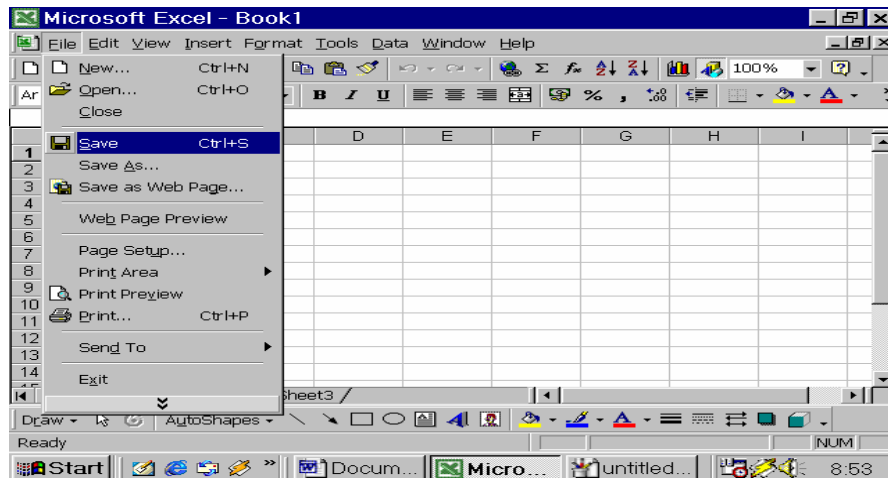 Microsoft Excel - Book1
File Edit View Insert Format Tools Data Window Help
New... Ctrl+N
100%
Open... Ctrl+O
Ar
B I U
% ,
Close
Save Ctrl+S
D E F G H I
Save As...
Save as Web Page...
Web Page Preview
Page Setup...
Print Area
Print Preview
Print... Ctrl+P
Send To
Exit
1
2
3
4
5
6
7
8
9
10
11
12
13
14
Sheet3
Draw AutoShapes
Ready NUM
Start Docum... Micro... untitled... 8:53